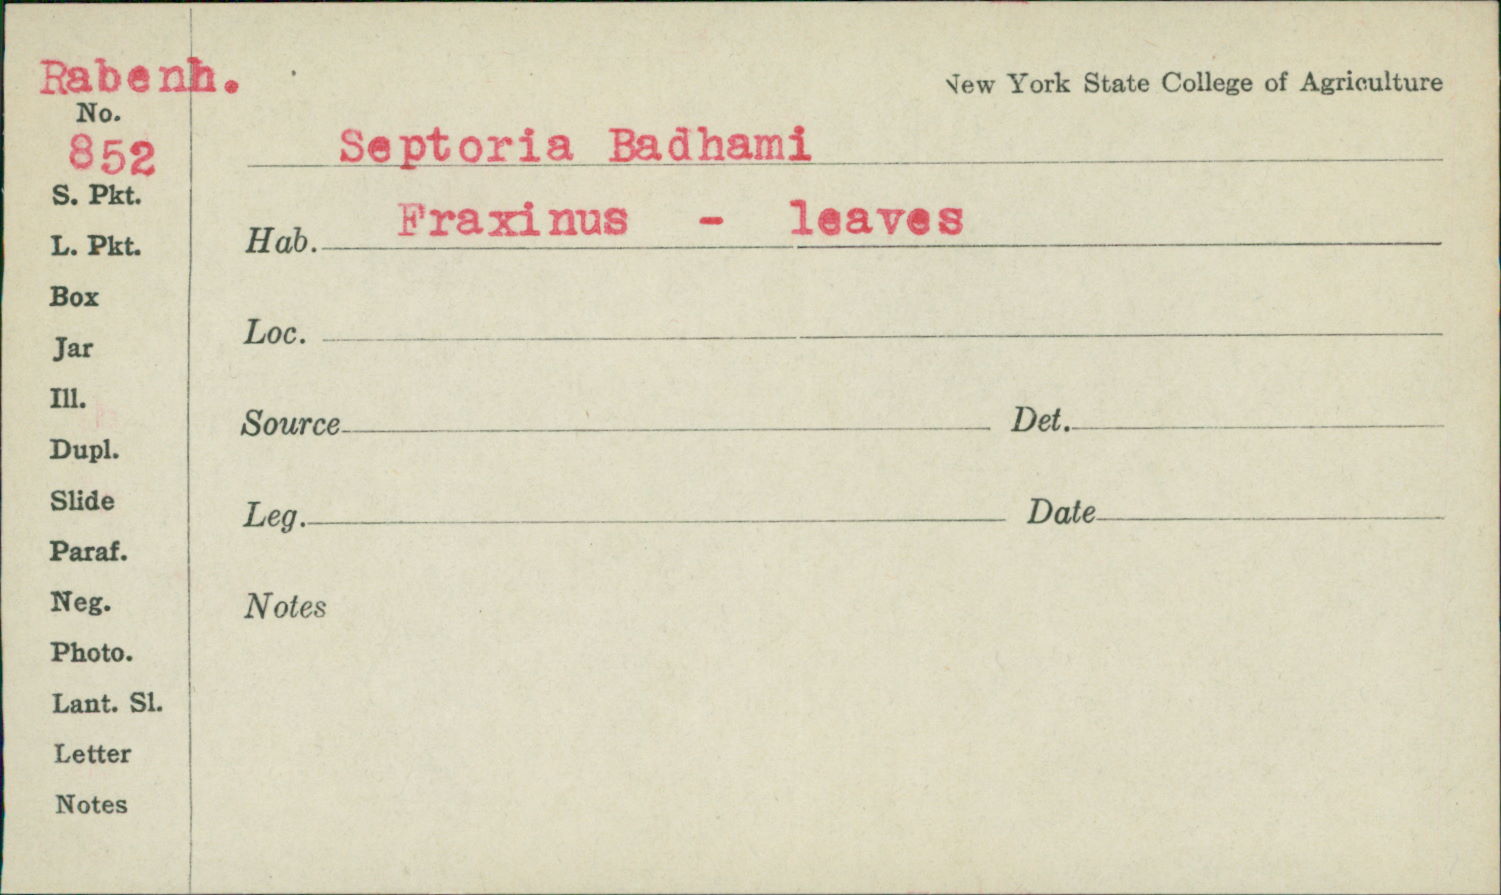 Rabenh.
New York State College of Agriculture
No.
852
Septoria Badhami
S. Pkt.
Hab. Fraxinus - leaves
L. Pkt.
Box
Loc.
Jar
Ill.
Source Det.
Dupl.
Slide
Leg. Date
Paraf.
Neg.
Notes
Photo.
Lant. Sl.
Letter
Notes